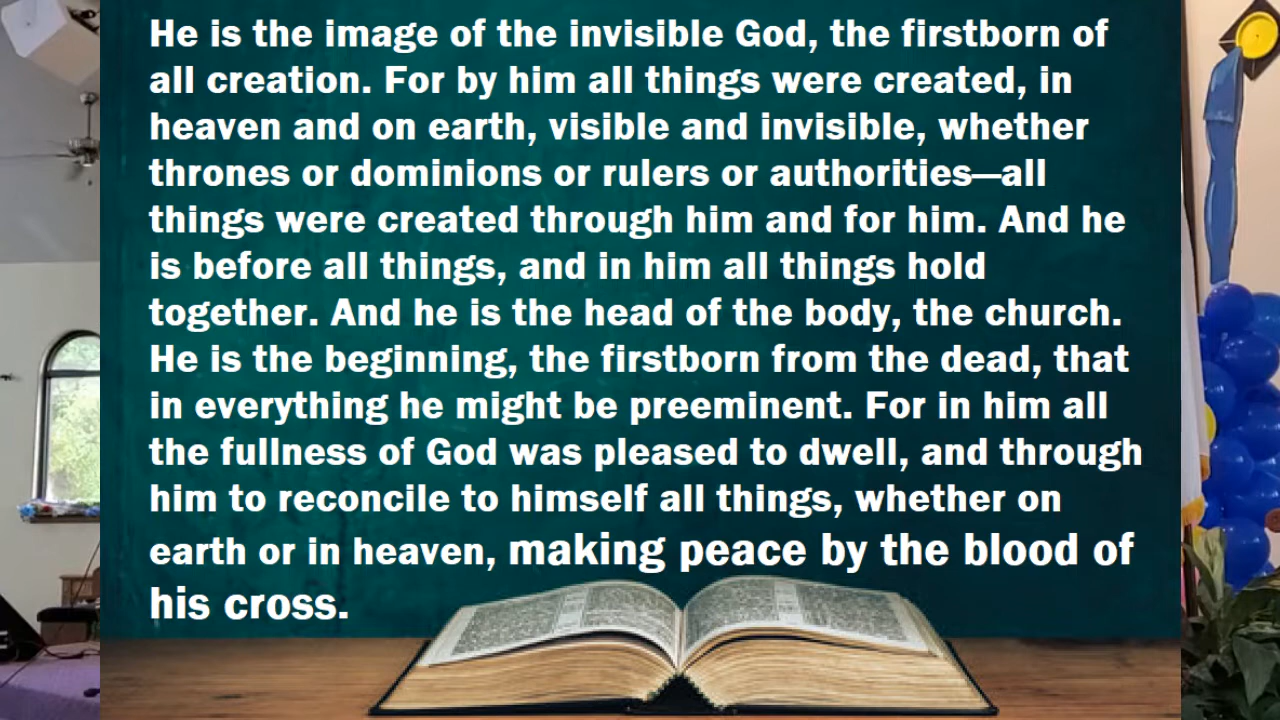 He is the image of the invisible God, the firstborn of
all creation. For by him all things were created, in
heaven and on earth, visible and invisible, whether
thrones or dominions or rulers or authorities—all
things were created through him and for him. And he
is before all things, and in him all things hold
together. And he is the head of the body, the church.
He is the beginning, the firstborn from the dead, that
in everything he might be preeminent. For in him all
the fullness of God was pleased to dwell, and through
him to reconcile to himself all things, whether on
earth or in heaven, making peace by the blood of
his cross.